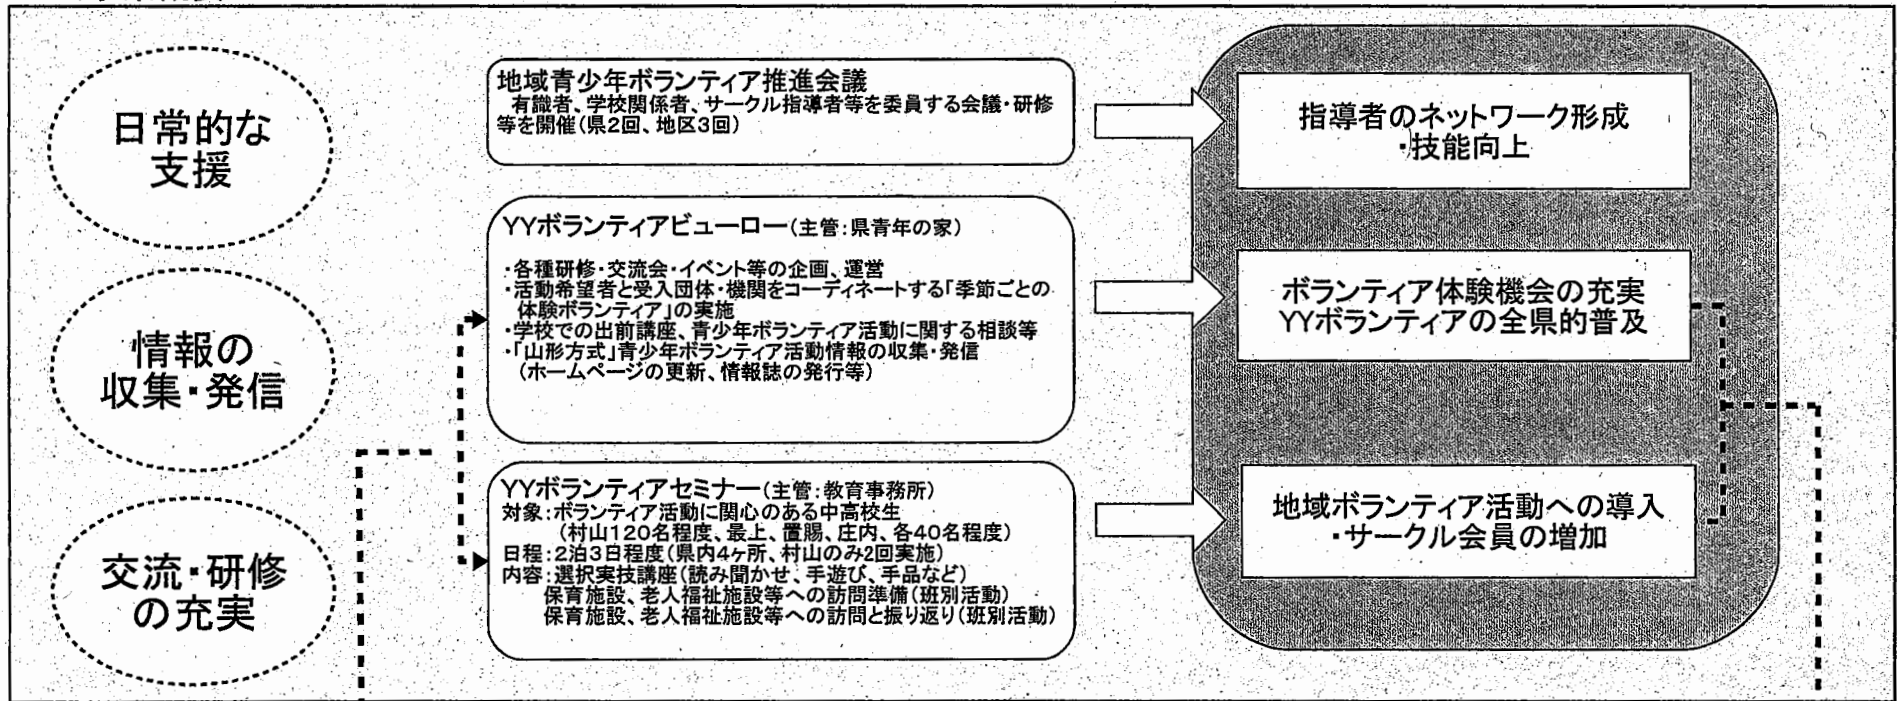 日常的な
支援
情報の
収集・発信
交流・研修
の充実
地域青少年ボランティア推進会議
有識者、学校関係者、サークル指導者等を委員する会議・研修
等を開催(県2回、地区3回)
YYボランティアビューロー(主管:県青年の家)
・各種研修・交流会・イベント等の企画、運営
・活動希望者と受入団体・機関をコーディネートする「季節ごとの
体験ボランティア」の実施
・学校での出前講座、青少年ボランティア活動に関する相談等
・「山形方式」青少年ボランティア活動情報の収集・発信
(ホームページの更新、情報誌の発行等)
YYボランティアセミナー(主管:教育事務所)
対象:ボランティア活動に関心のある中高校生
(村山120名程度、最上、置賜、庄内、各40名程度)
日程:2泊3日程度(県内4ヶ所、村山のみ2回実施)
内容:選択実技講座(読み聞かせ、手遊び、手品など)
保育施設、老人福祉施設等への訪問準備(班別活動)
保育施設、老人福祉施設等への訪問と振り返り(班別活動)
指導者のネットワーク形成
・技能向上
ボランティア体験機会の充実
YYボランティアの全県的普及
地域ボランティア活動への導入
・サークル会員の増加